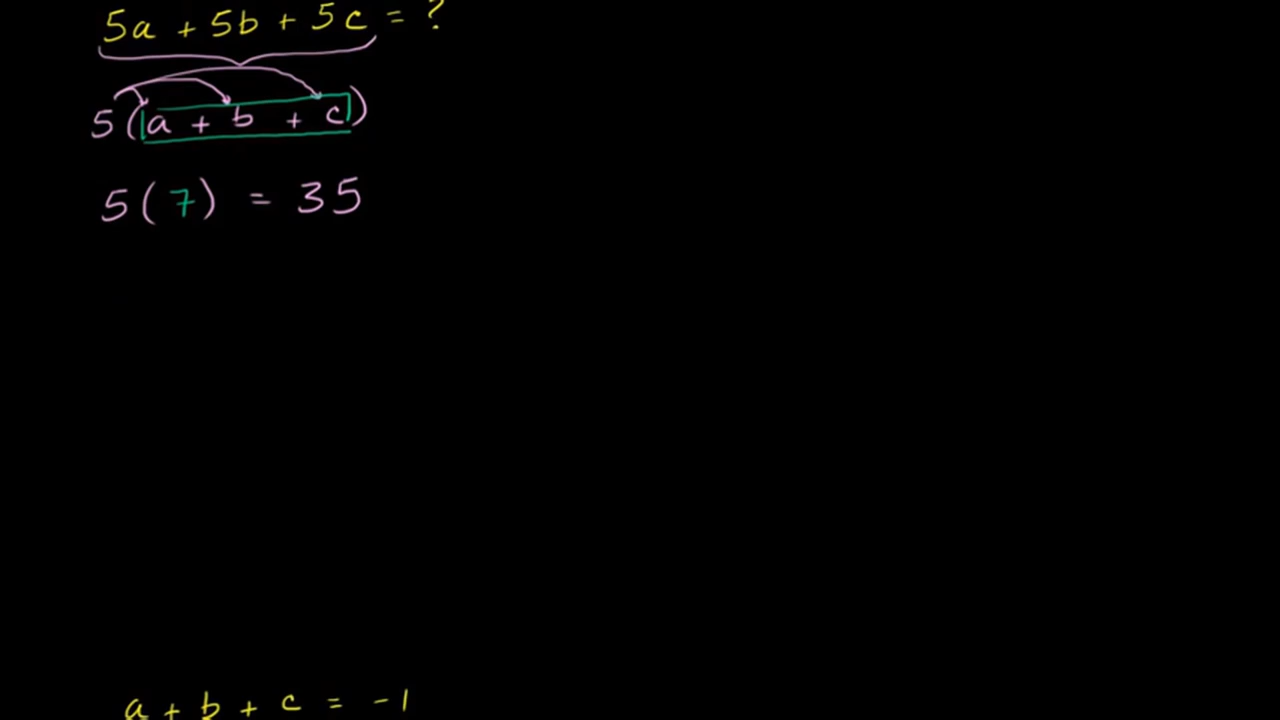 5a + 5b + 5c = ?
5(a + b + c)
5(7) = 35
a + b + c = -1